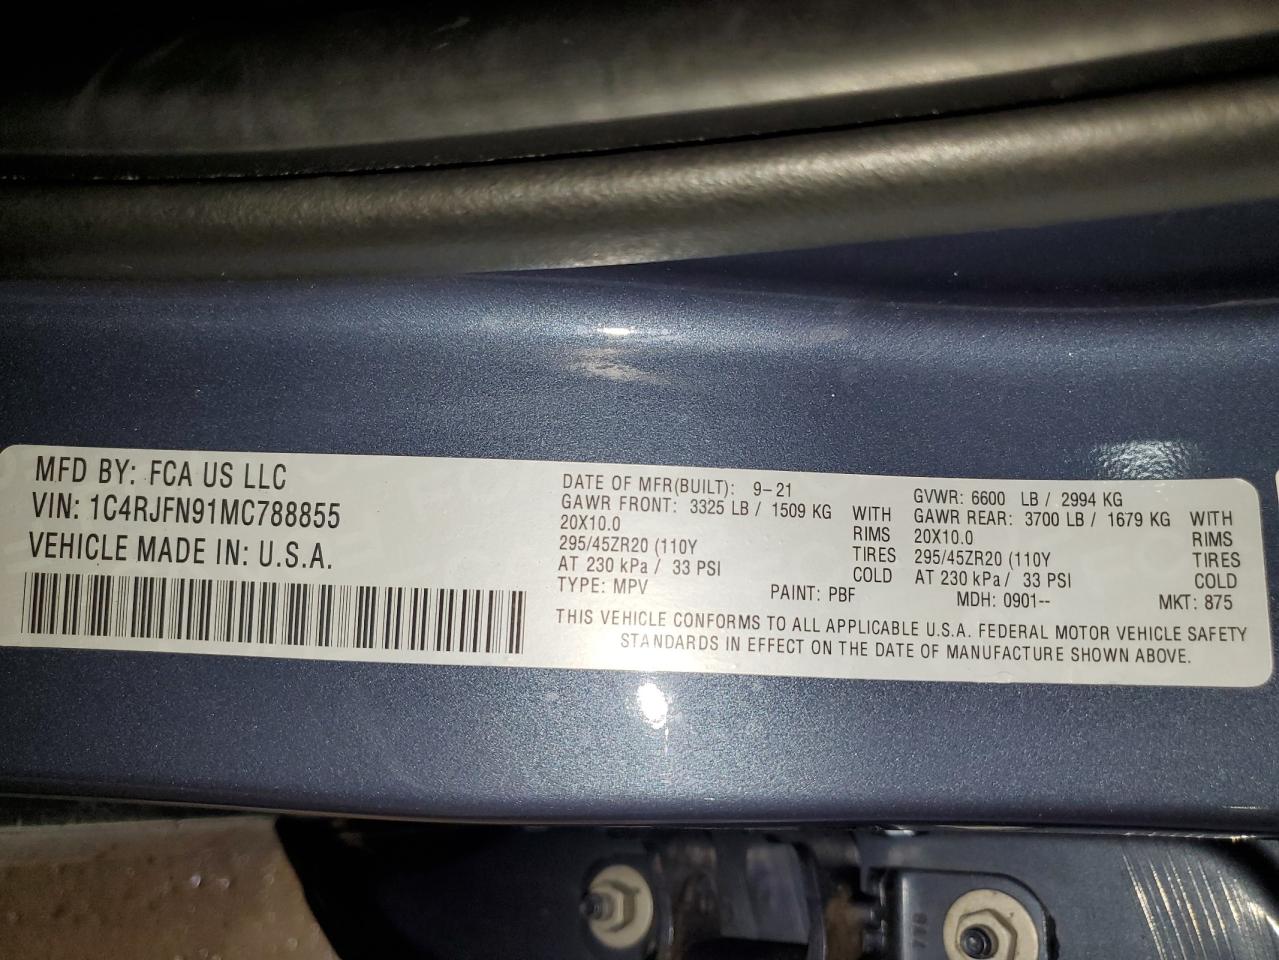 MFD BY: FCA US LLC
VIN: 1C4RJFN91MC788855
VEHICLE MADE IN: U.S.A.
DATE OF MFR(BUILT): 9-21
GAWR FRONT: 3325 LB / 1509 KG WITH
20X10.0 RIMS
295/45ZR20 (110Y TIRES
AT 230 kPa / 33 PSI COLD
TYPE: MPV PAINT: PBF
GVWR: 6600 LB / 2994 KG
GAWR REAR: 3700 LB / 1679 KG WITH
20X10.0 RIMS
295/45ZR20 (110Y TIRES
AT 230 kPa / 33 PSI COLD
MDH: 0901-- MKT: 875
THIS VEHICLE CONFORMS TO ALL APPLICABLE U.S.A. FEDERAL MOTOR VEHICLE SAFETY
STANDARDS IN EFFECT ON THE DATE OF MANUFACTURE SHOWN ABOVE.